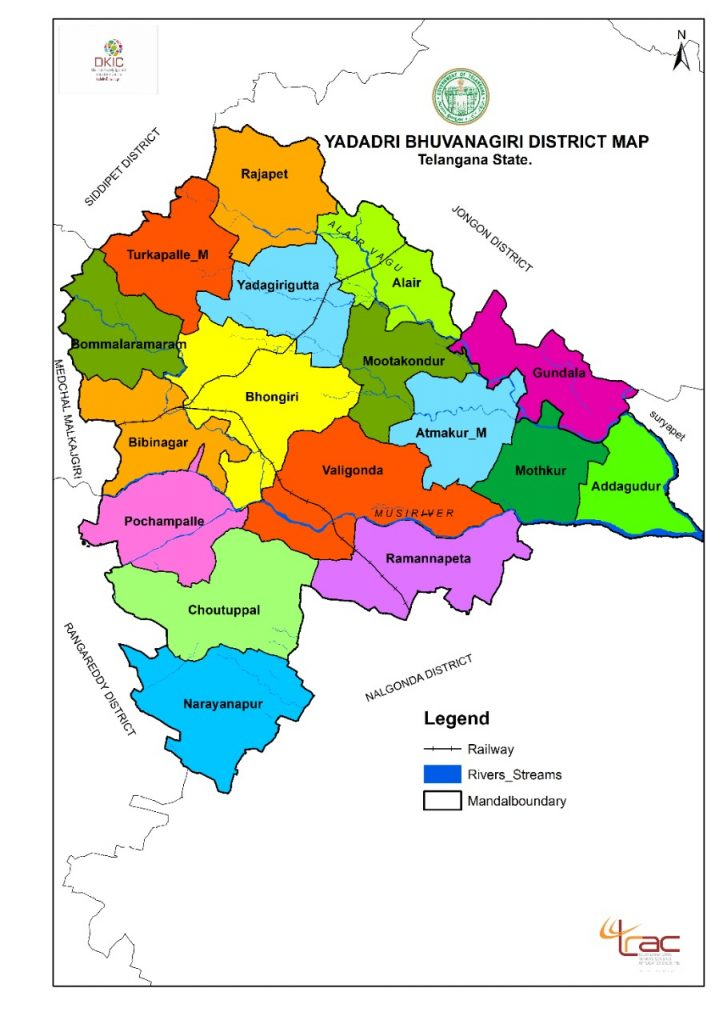 N
DKIC
YADADRI BHUVANAGIRI DISTRICT MAP
Telangana State.
SIDDIPET DISTRICT
JONGON DISTRICT
Rajapet
ALAIR VAGU
Turkapalle_M
Yadagirigutta
Alair
Bommalaramaram
Mootakondur
Gundala
MEDCHAL MALKAJGIRI
Bhongiri
suryapet
Atmakur_M
Bibinagar
Valigonda
Mothkur
Addagudur
Pochampalle
MUSIRIVER
Ramannapeta
Choutuppal
RANGAREDDY DISTRICT
NALGONDA DISTRICT
Narayanapur
Legend
Railway
Rivers_Streams
Mandalboundary
trac